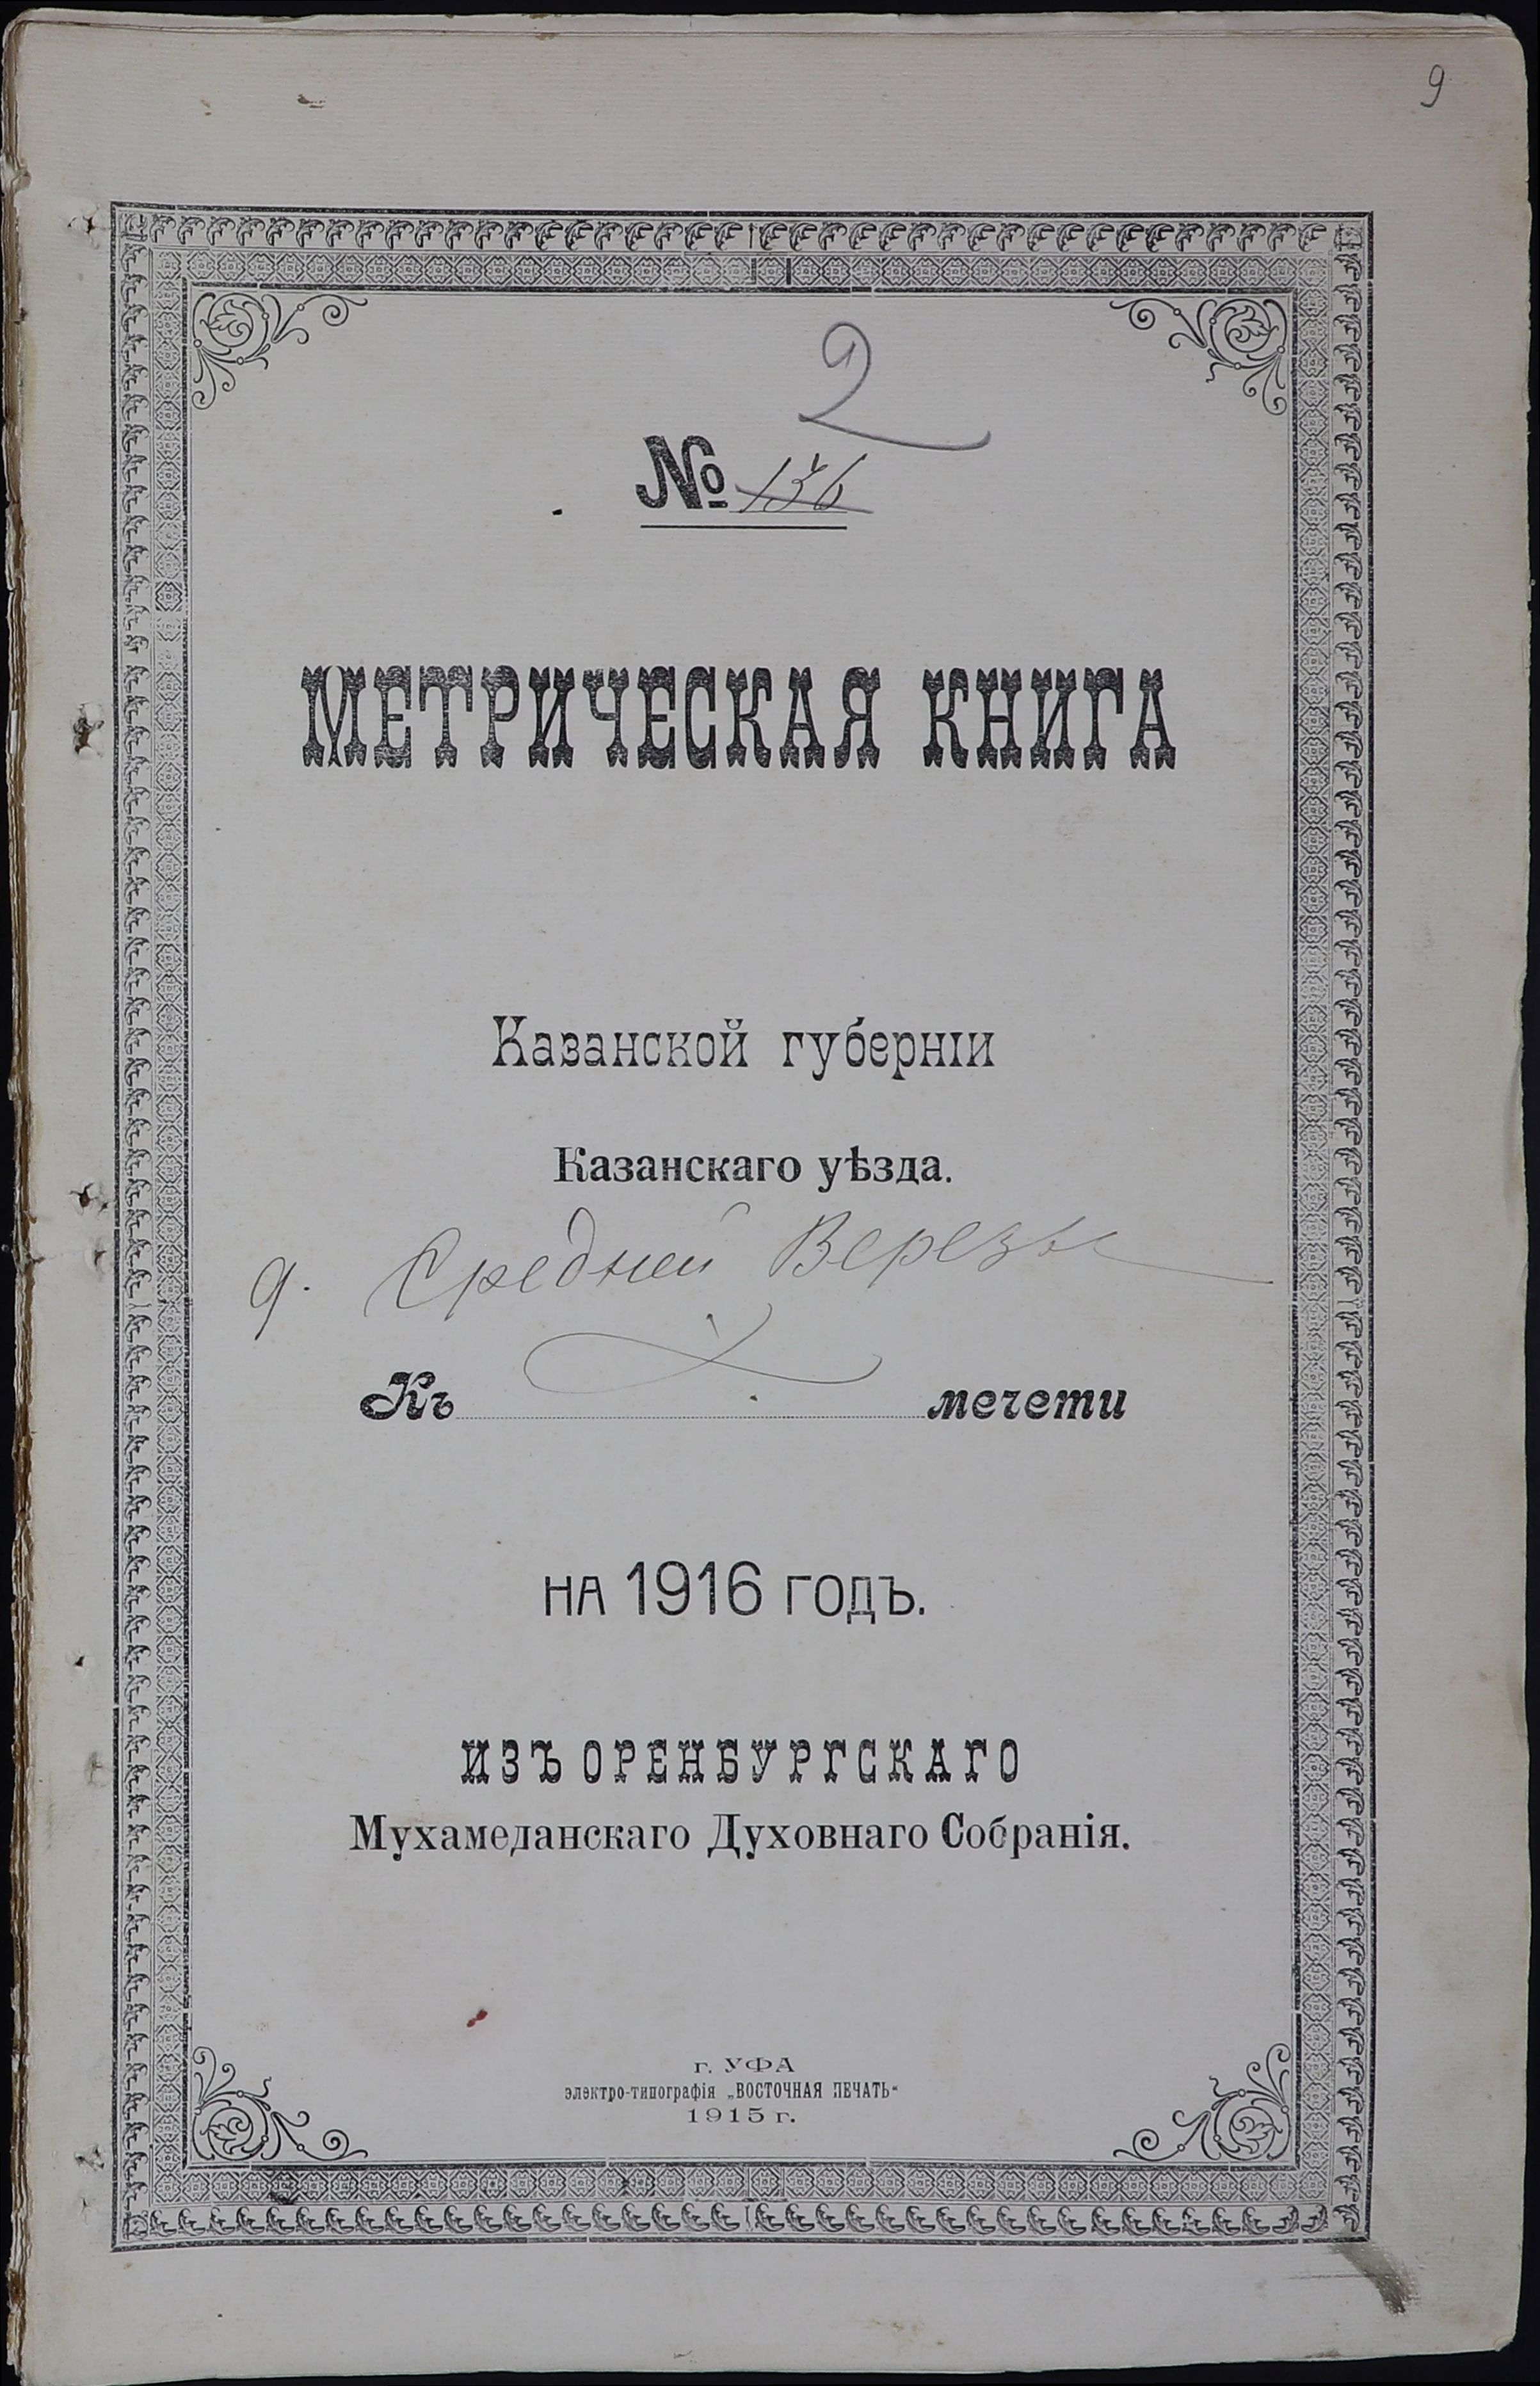 9
2
№ 136
МЕТРИЧЕСКАЯ КНИГА
Казанской губерніи
Казанскаго уѣзда.
д. Средней Верезы
Къ мечети
НА 1916 ГОДЪ.
ИЗЪ ОРЕНБУРГСКАГО
Мухамеданскаго Духовнаго Собранія.
г. УФА
электро-типографія „ВОСТОЧНАЯ ПЕЧАТЬ“
1915 г.